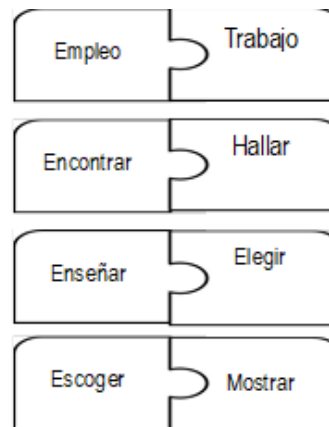 Empleo Trabajo
Encontrar Hallar
Enseñar Elegir
Escoger Mostrar